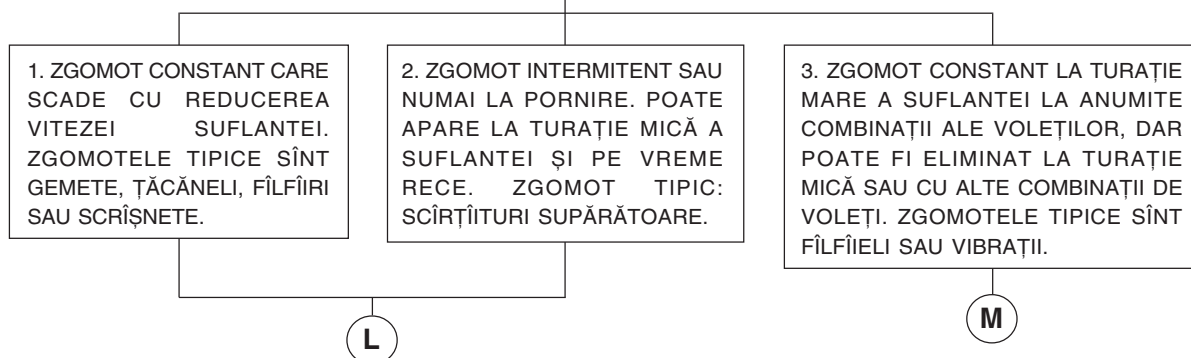 1. ZGOMOT CONSTANT CARE
SCADE CU REDUCEREA
VITEZEI SUFLANTEI.
ZGOMOTELE TIPICE SÎNT
GEMETE, ȚĂCĂNELI, FÎLFÎIRI
SAU SCRÎȘNETE.
2. ZGOMOT INTERMITENT SAU
NUMAI LA PORNIRE. POATE
APARE LA TURAȚIE MICĂ A
SUFLANTEI ȘI PE VREME
RECE. ZGOMOT TIPIC:
SCÎRȚÎITURI SUPĂRĂTOARE.
3. ZGOMOT CONSTANT LA TURAȚIE
MARE A SUFLANTEI LA ANUMITE
COMBINAȚII ALE VOLEȚILOR, DAR
POATE FI ELIMINAT LA TURAȚIE
MICĂ SAU CU ALTE COMBINAȚII DE
VOLEȚI. ZGOMOTELE TIPICE SÎNT
FÎLFÎIELI SAU VIBRAȚII.
L
M